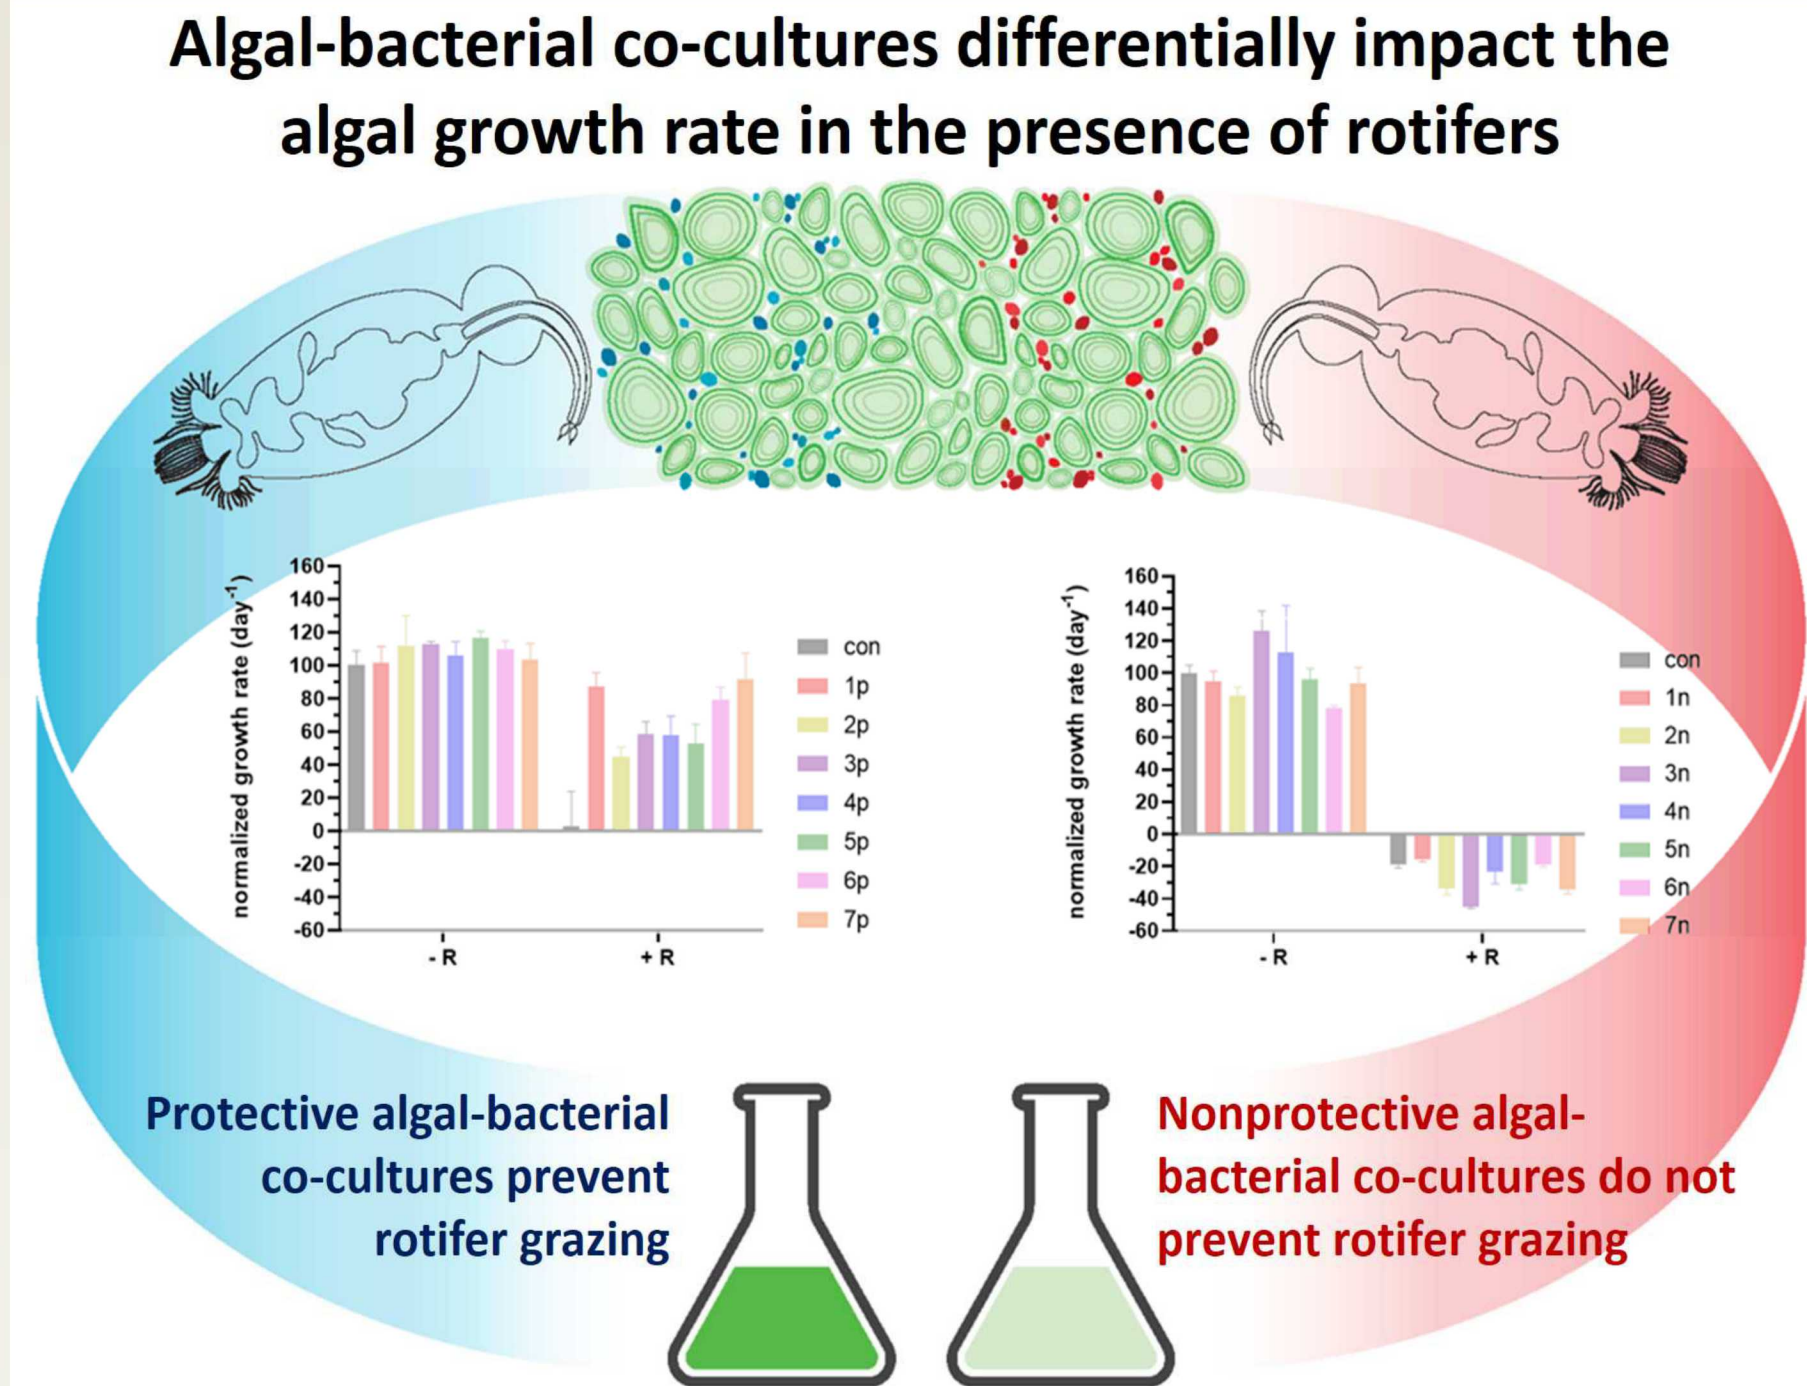 Algal-bacterial co-cultures differentially impact the
algal growth rate in the presence of rotifers
normalized growth rate (day⁻¹)
160
140
120
100
80
60
40
20
0
-20
-40
-60
- R
+ R
con
1p
2p
3p
4p
5p
6p
7p
normalized growth rate (day⁻¹)
160
140
120
100
80
60
40
20
0
-20
-40
-60
- R
+ R
con
1n
2n
3n
4n
5n
6n
7n
Protective algal-bacterial
co-cultures prevent
rotifer grazing
Nonprotective algal-
bacterial co-cultures do not
prevent rotifer grazing